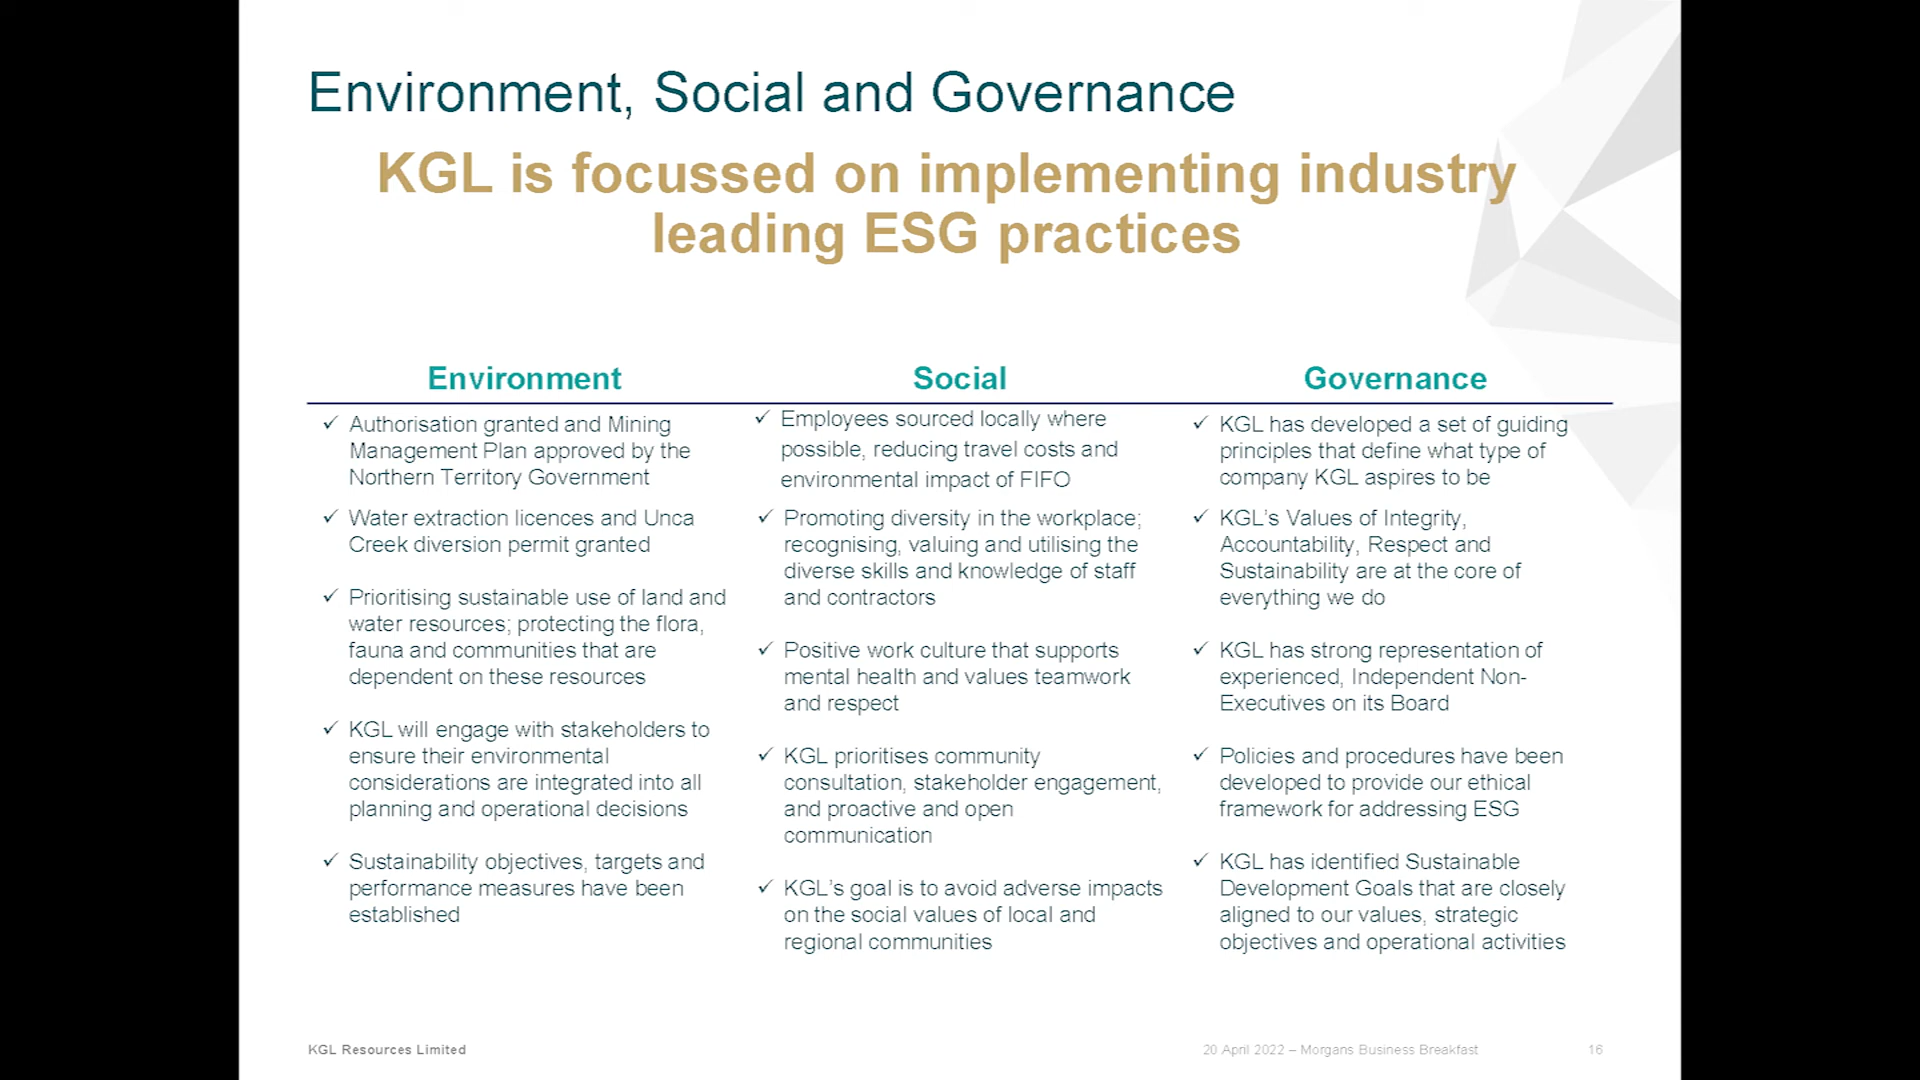 Environment, Social and Governance
KGL is focussed on implementing industry
leading ESG practices
Environment
✓ Authorisation granted and Mining
Management Plan approved by the
Northern Territory Government
✓ Water extraction licences and Unca
Creek diversion permit granted
✓ Prioritising sustainable use of land and
water resources; protecting the flora,
fauna and communities that are
dependent on these resources
✓ KGL will engage with stakeholders to
ensure their environmental
considerations are integrated into all
planning and operational decisions
✓ Sustainability objectives, targets and
performance measures have been
established
Social
✓ Employees sourced locally where
possible, reducing travel costs and
environmental impact of FIFO
✓ Promoting diversity in the workplace;
recognising, valuing and utilising the
diverse skills and knowledge of staff
and contractors
✓ Positive work culture that supports
mental health and values teamwork
and respect
✓ KGL prioritises community
consultation, stakeholder engagement,
and proactive and open
communication
✓ KGL’s goal is to avoid adverse impacts
on the social values of local and
regional communities
Governance
✓ KGL has developed a set of guiding
principles that define what type of
company KGL aspires to be
✓ KGL’s Values of Integrity,
Accountability, Respect and
Sustainability are at the core of
everything we do
✓ KGL has strong representation of
experienced, Independent Non-
Executives on its Board
✓ Policies and procedures have been
developed to provide our ethical
framework for addressing ESG
✓ KGL has identified Sustainable
Development Goals that are closely
aligned to our values, strategic
objectives and operational activities
KGL Resources Limited
20 April 2022 – Morgans Business Breakfast
16